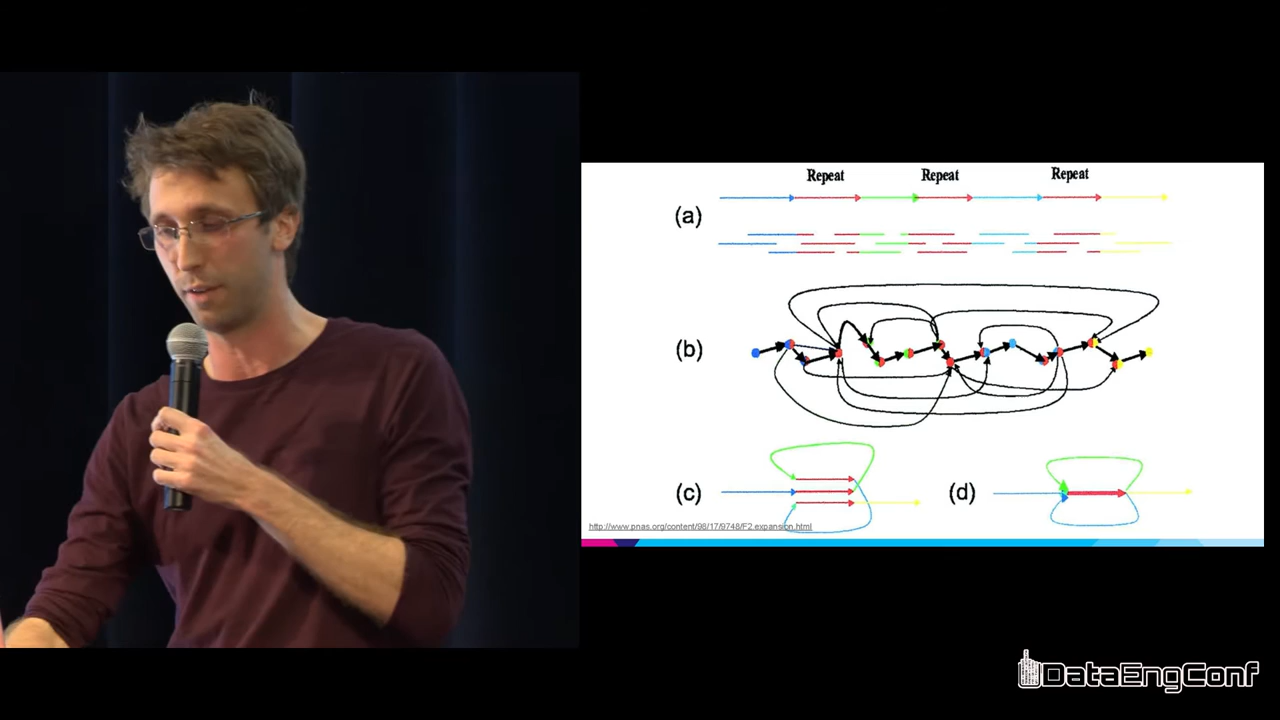 Repeat Repeat Repeat
(a)
(b)
(c) (d)
http://www.pnas.org/content/98/17/9748/F2.expansion.html
DataEngConf